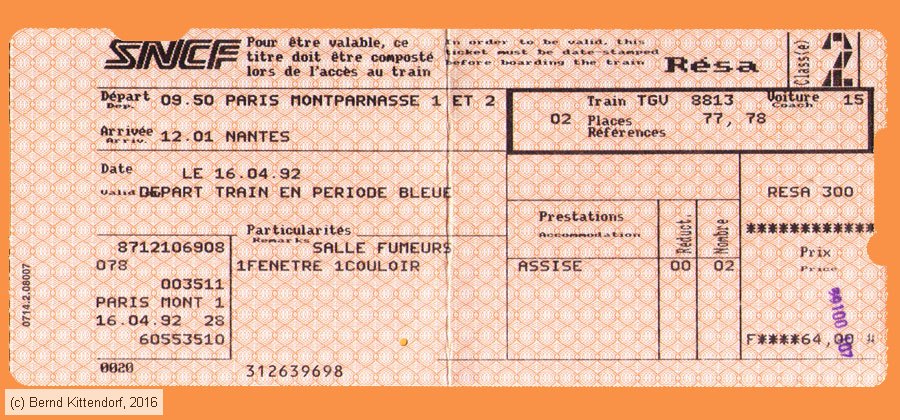 SNCF
Pour être valable, ce
titre doit être composté
lors de l'accès au train
In order to be valid, this
ticket must be date-stamped
before boarding the train
Résa
Class(e)
2
Départ 09.50 PARIS MONTPARNASSE 1 ET 2
Dep.
Arrivée 12.01 NANTES
Arriv.
Train TGV 8813 Voiture 15
Coach
02 Places 77, 78
Références
Date LE 16.04.92
Valid DEPART TRAIN EN PERIODE BLEUE
RESA 300
Particularités
Remarks SALLE FUMEURS
1FENETRE 1COULOIR
Prestations
Accommodation
Réduct.
Nombre
ASSISE 00 02
**************
Prix
Price
F****64,00
8712106908
078
003511
PARIS MONT 1
16.04.92 28
60553510
0020
312639698
0714.2.08007
(c) Bernd Kittendorf, 2016